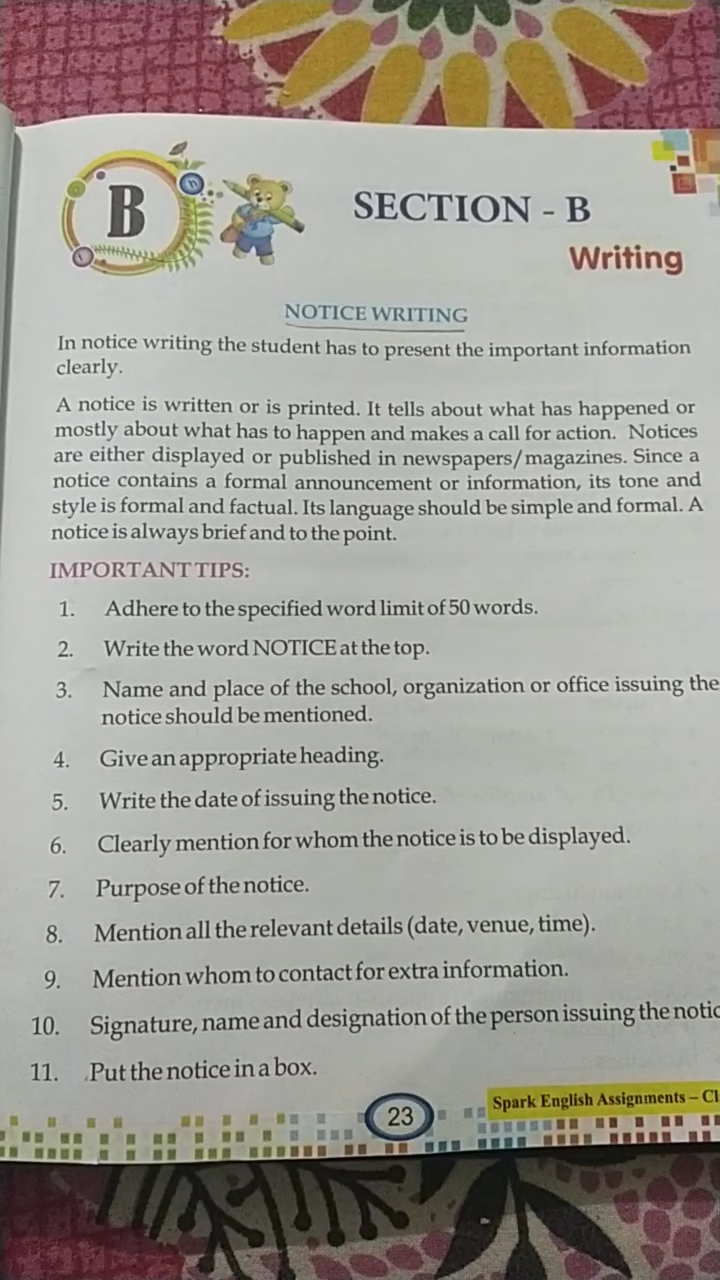 B
SECTION - B
Writing
NOTICE WRITING
In notice writing the student has to present the important information
clearly.
A notice is written or is printed. It tells about what has happened or
mostly about what has to happen and makes a call for action. Notices
are either displayed or published in newspapers/magazines. Since a
notice contains a formal announcement or information, its tone and
style is formal and factual. Its language should be simple and formal. A
notice is always brief and to the point.
IMPORTANT TIPS:
1. Adhere to the specified word limit of 50 words.
2. Write the word NOTICE at the top.
3. Name and place of the school, organization or office issuing the
notice should be mentioned.
4. Give an appropriate heading.
5. Write the date of issuing the notice.
6. Clearly mention for whom the notice is to be displayed.
7. Purpose of the notice.
8. Mention all the relevant details (date, venue, time).
9. Mention whom to contact for extra information.
10. Signature, name and designation of the person issuing the
11. Put the notice in a box.
23
Spark English Assignments –